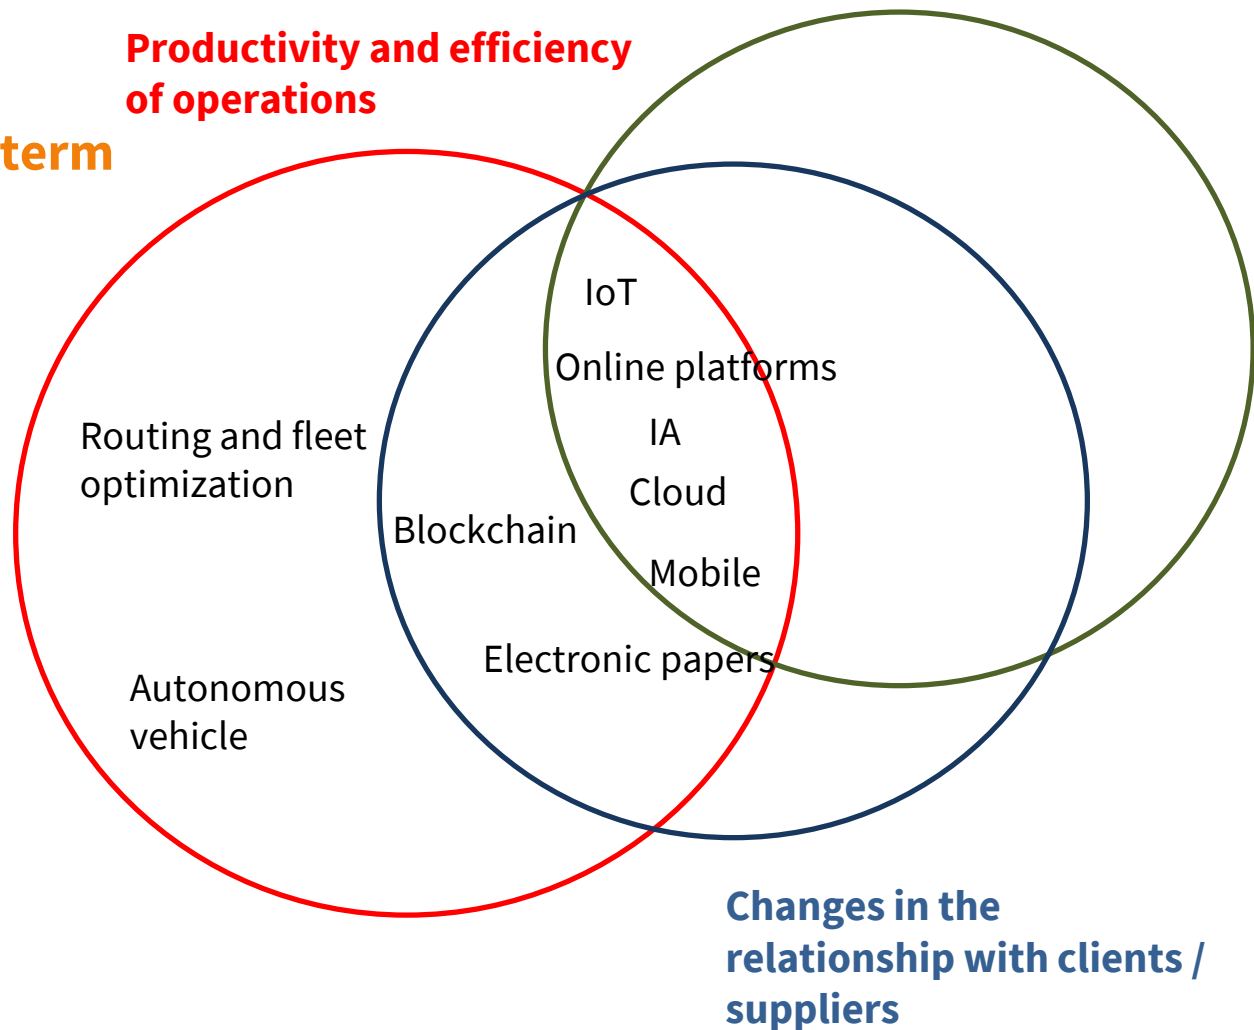 Productivity and efficiency
of operations
term
IoT
Online platforms
IA
Routing and fleet
optimization
Cloud
Blockchain
Mobile
Electronic papers
Autonomous
vehicle
Changes in the
relationship with clients /
suppliers